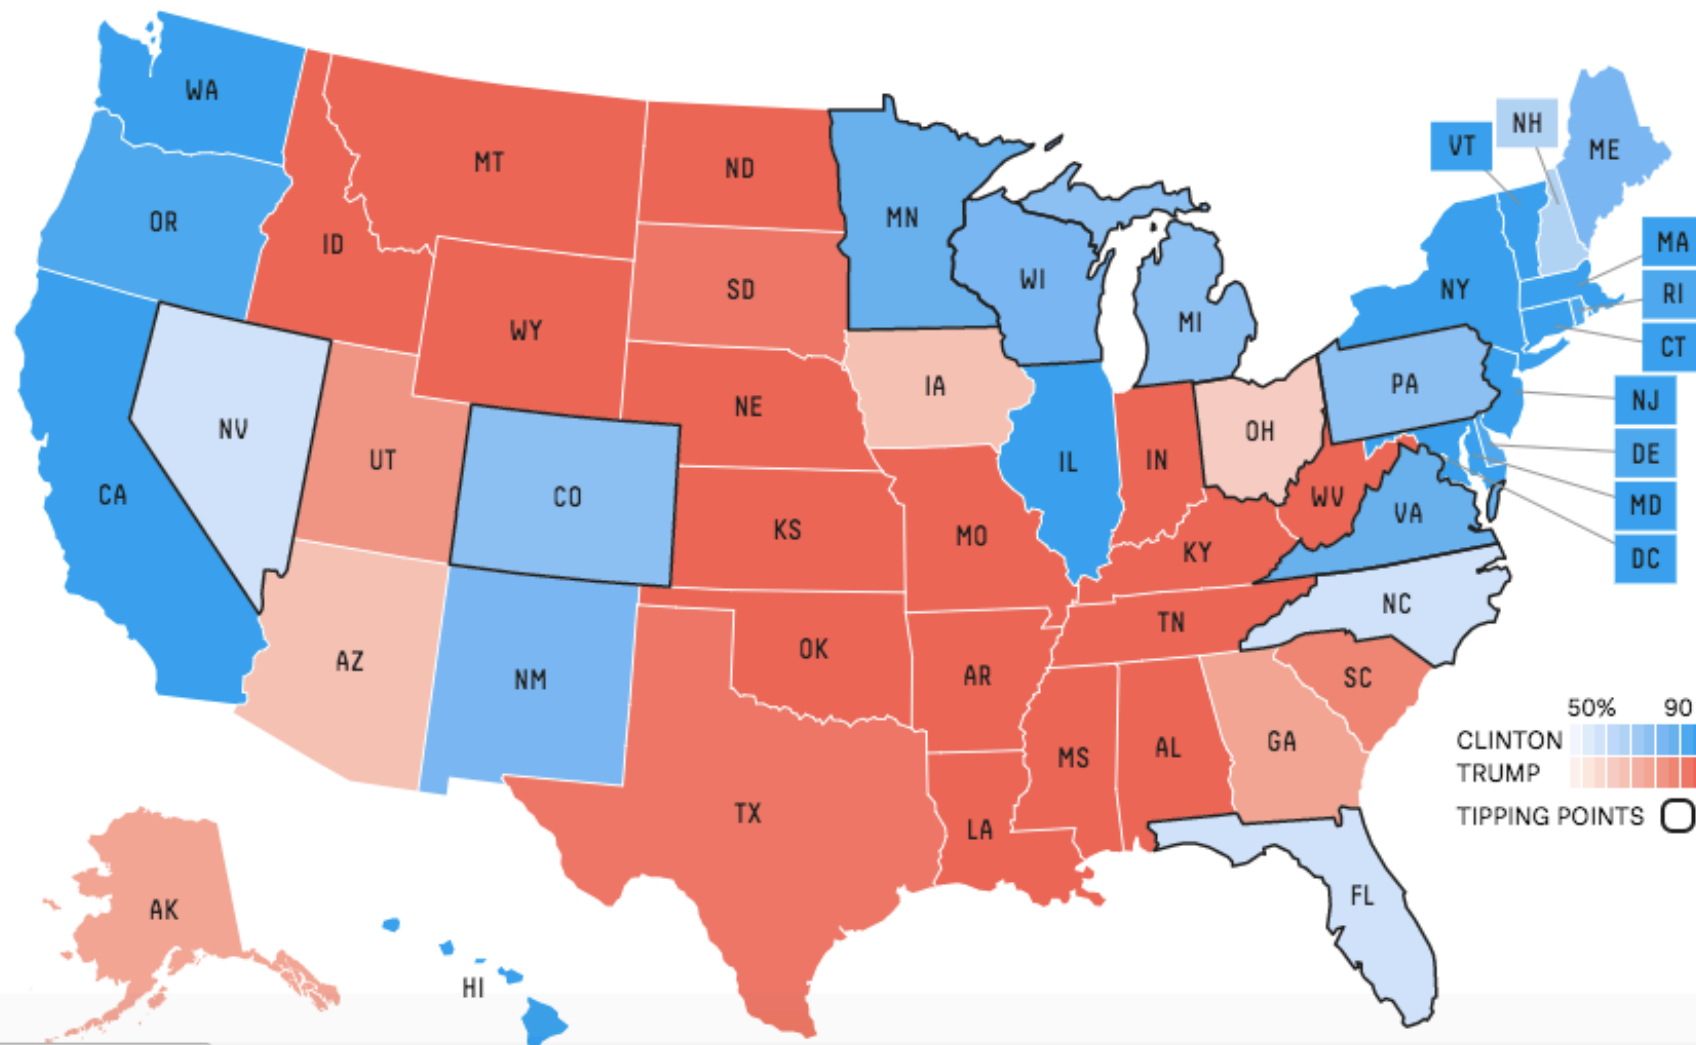 WA
MT
ND
MN
VT
NH
ME
OR
ID
SD
WI
MI
NY
MA
RI
CT
WY
IA
PA
NJ
NV
UT
NE
IL
IN
OH
DE
CA
CO
KS
MO
KY
WV
VA
MD
DC
AZ
NM
OK
AR
TN
NC
SC
TX
LA
MS
AL
GA
FL
AK
HI
50% 90
CLINTON
TRUMP
TIPPING POINTS